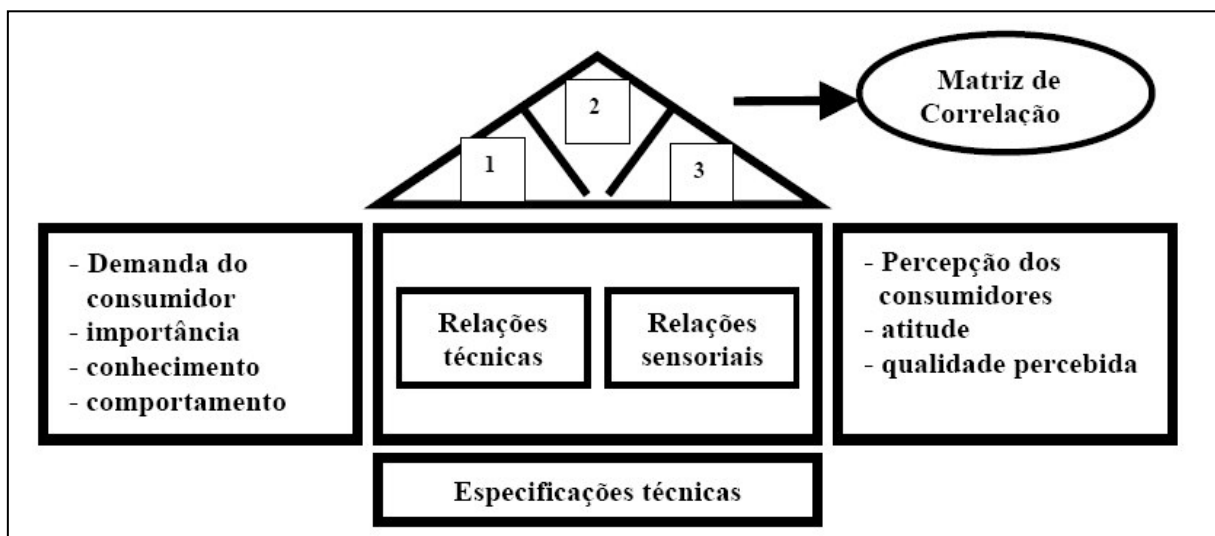 2
1
3
Matriz de
Correlação
- Demanda do
consumidor
- importância
- conhecimento
- comportamento
Relações
técnicas
Relações
sensoriais
- Percepção dos
consumidores
- atitude
- qualidade percebida
Especificações técnicas